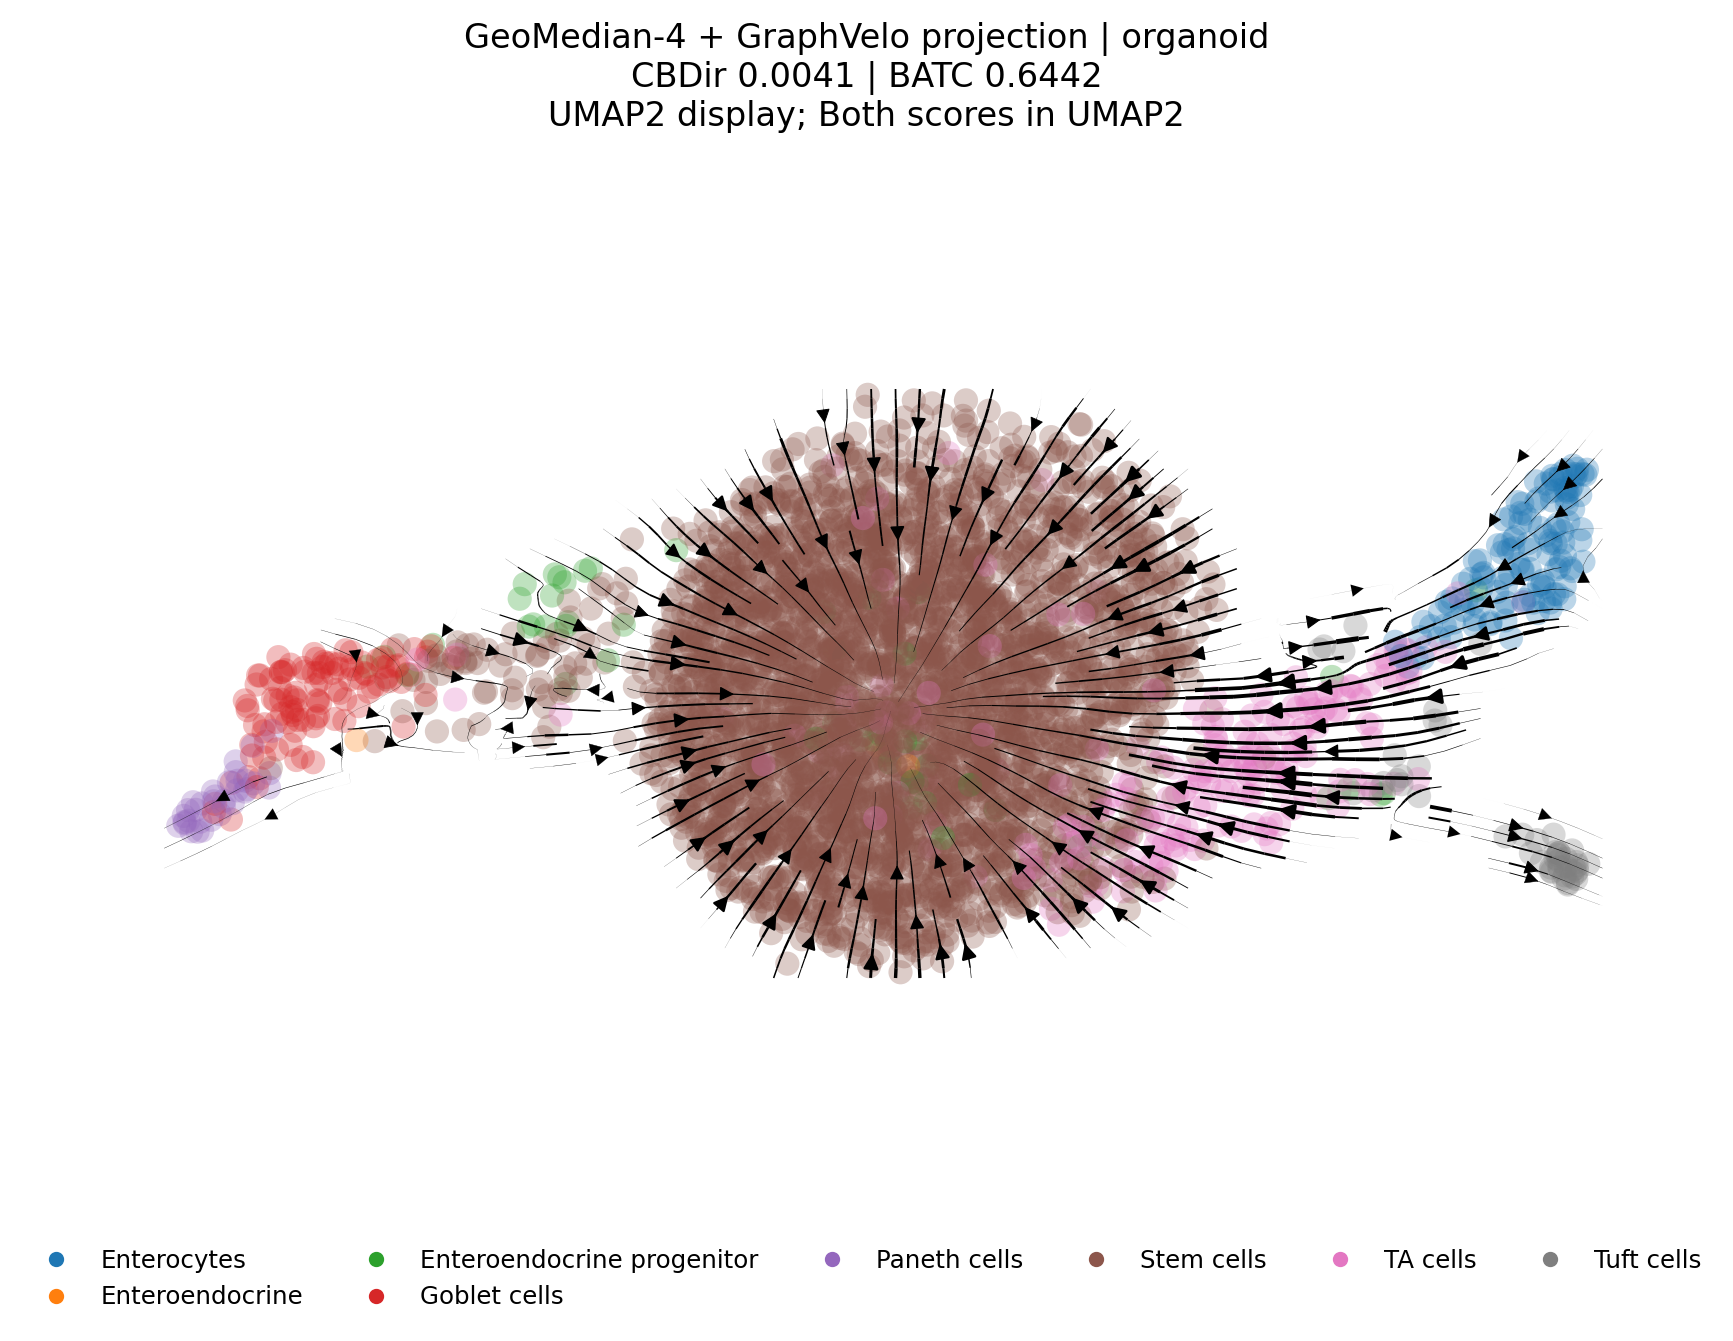 GeoMedian-4 + GraphVelo projection | organoid
CBDir 0.0041 | BATC 0.6442
UMAP2 display; Both scores in UMAP2
Enterocytes
Enteroendocrine
Enteroendocrine progenitor
Goblet cells
Paneth cells
Stem cells
TA cells
Tuft cells